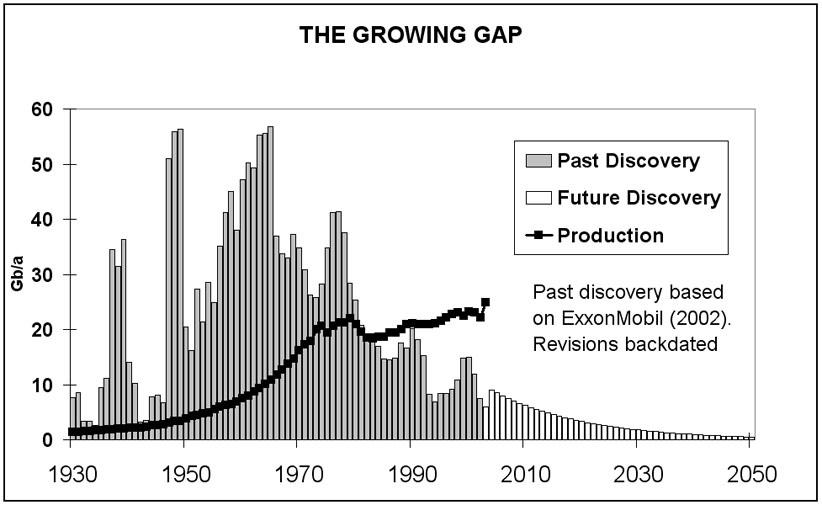 THE GROWING GAP
60
50
40
30
20
10
0
Gb/a
1930
1950
1970
1990
2010
2030
2050
Past Discovery
Future Discovery
Production
Past discovery based
on ExxonMobil (2002).
Revisions backdated